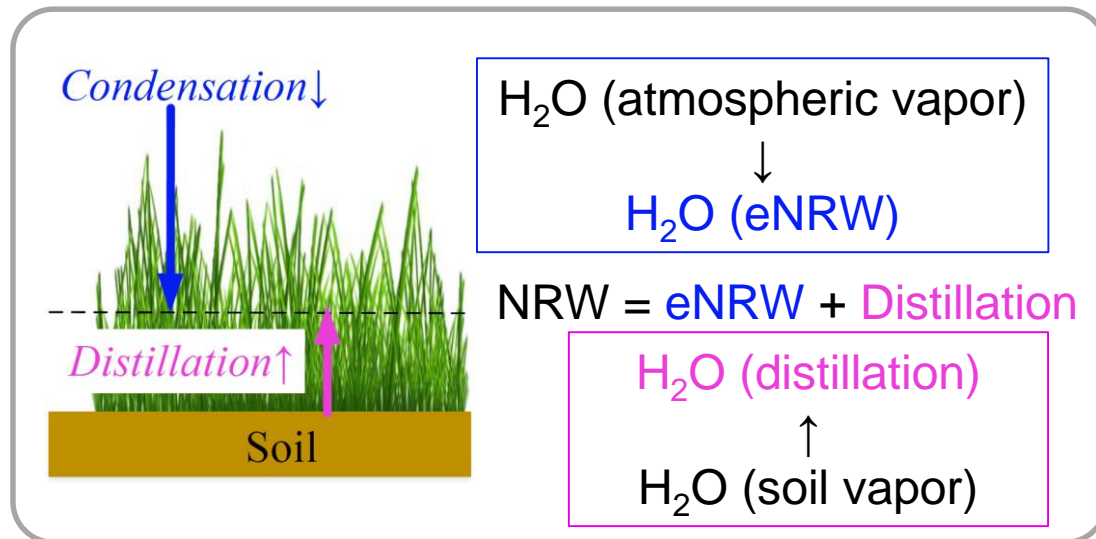 Condensation↓
Distillation↑
Soil
H₂O (atmospheric vapor)
↓
H₂O (eNRW)
NRW = eNRW + Distillation
H₂O (distillation)
↑
H₂O (soil vapor)